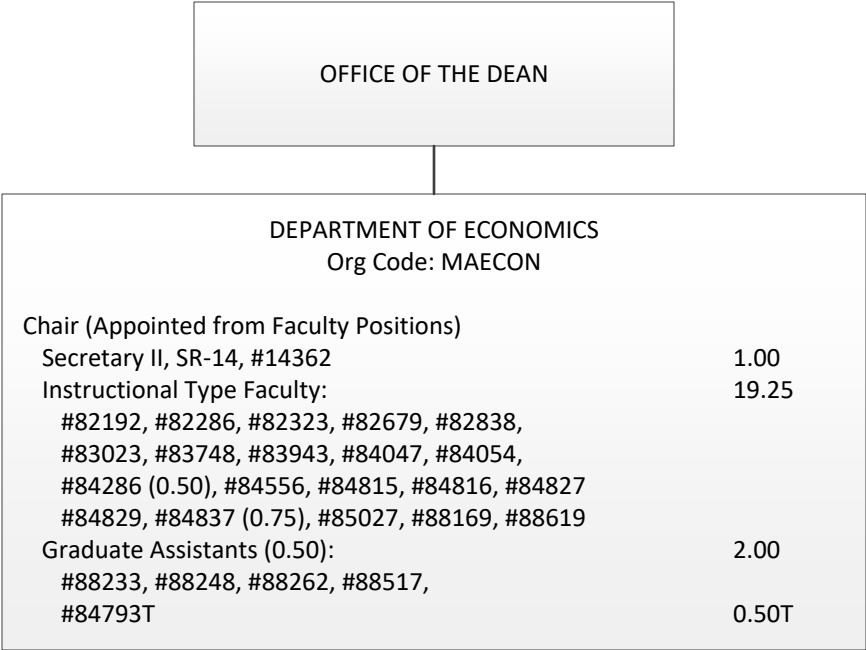 OFFICE OF THE DEAN
DEPARTMENT OF ECONOMICS
Org Code: MAECON
Chair (Appointed from Faculty Positions)
Secretary II, SR-14, #14362 1.00
Instructional Type Faculty: 19.25
#82192, #82286, #82323, #82679, #82838,
#83023, #83748, #83943, #84047, #84054,
#84286 (0.50), #84556, #84815, #84816, #84827
#84829, #84837 (0.75), #85027, #88169, #88619
Graduate Assistants (0.50): 2.00
#88233, #88248, #88262, #88517,
#84793T 0.50T